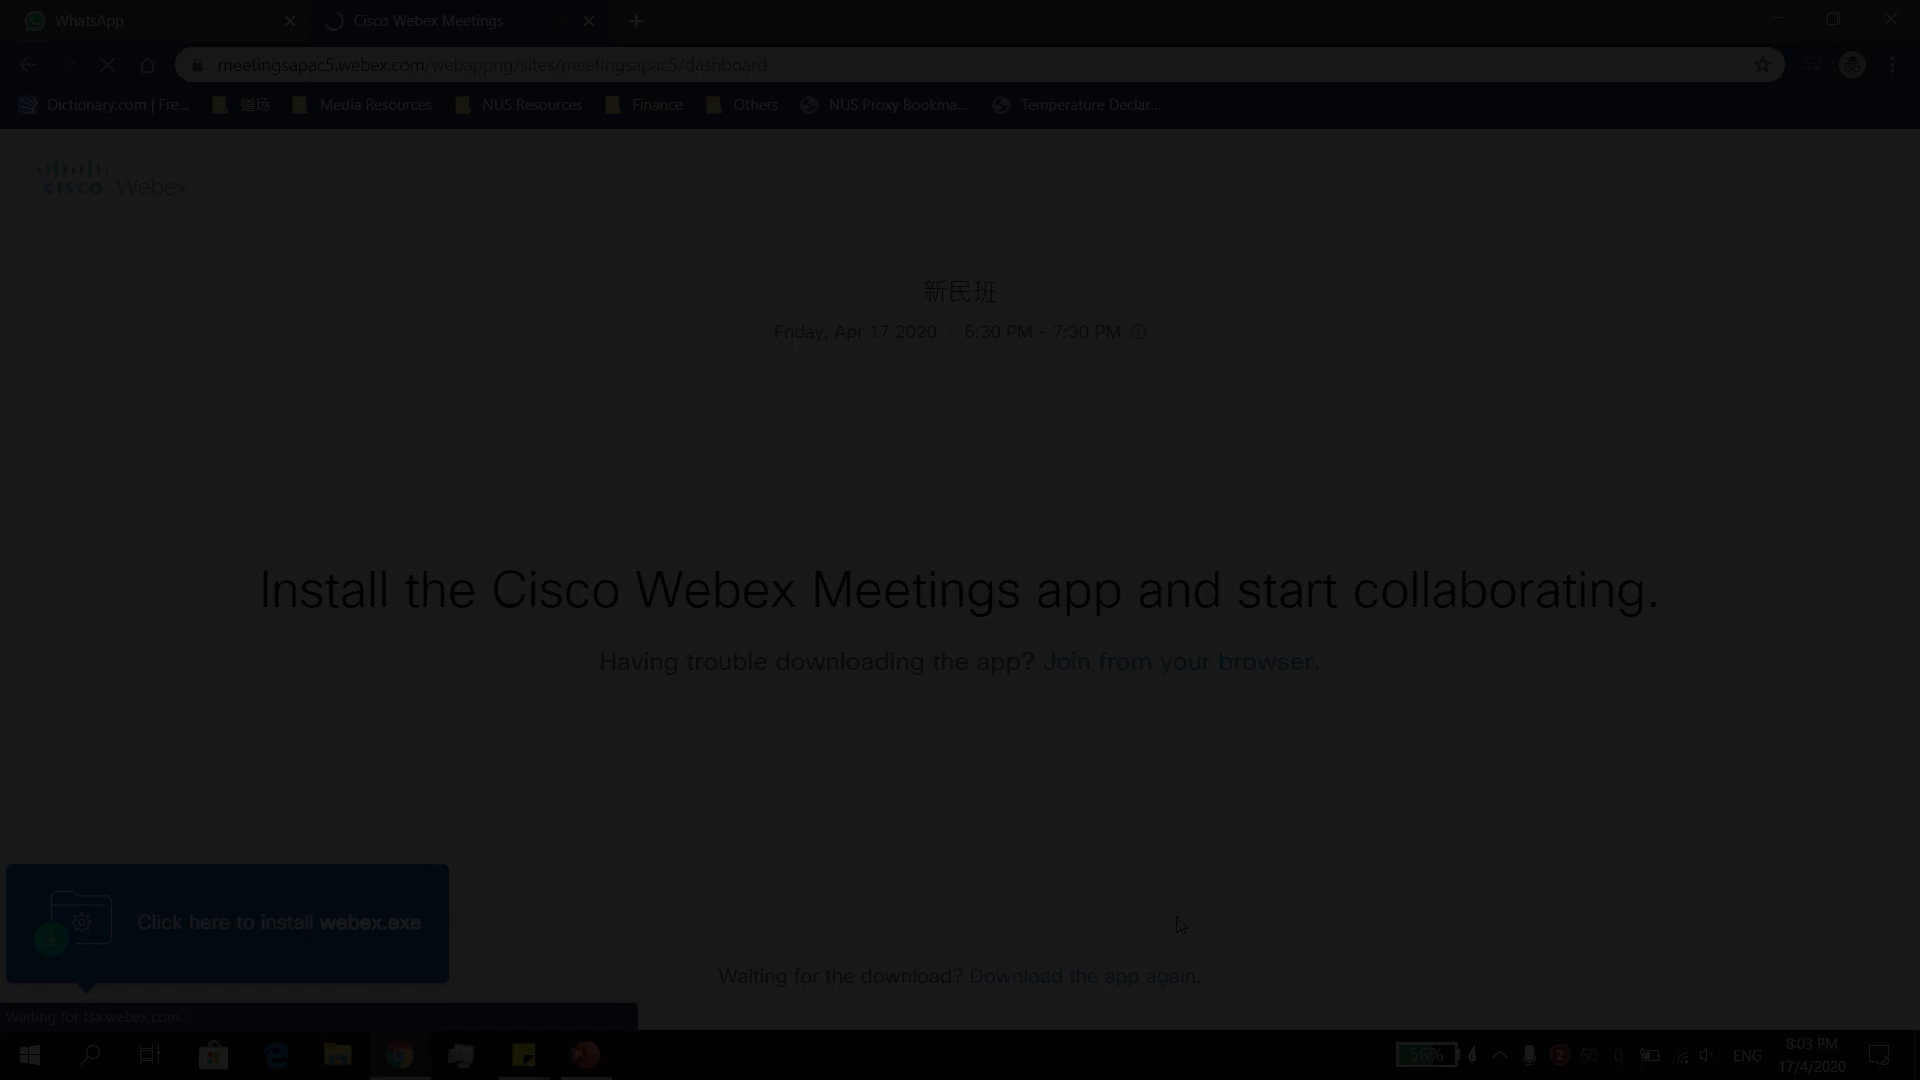 WhatsApp
Cisco Webex Meetings
meetingsapac5.webex.com/webappng/sites/meetingsapac5/dashboard
Dictionary.com | Fre...
道场
Media Resources
NUS Resources
Finance
Others
NUS Proxy Bookma...
Temperature Declar...
CISCO Webex
新民班
Friday, Apr 17 2020 | 6:30 PM - 7:30 PM
Install the Cisco Webex Meetings app and start collaborating.
Having trouble downloading the app? Join from your browser.
Click here to install webex.exe
Waiting for the download? Download the app again.
Waiting for tsa.webex.com...
56%
2
50
0
ENG
8:03 PM
17/4/2020